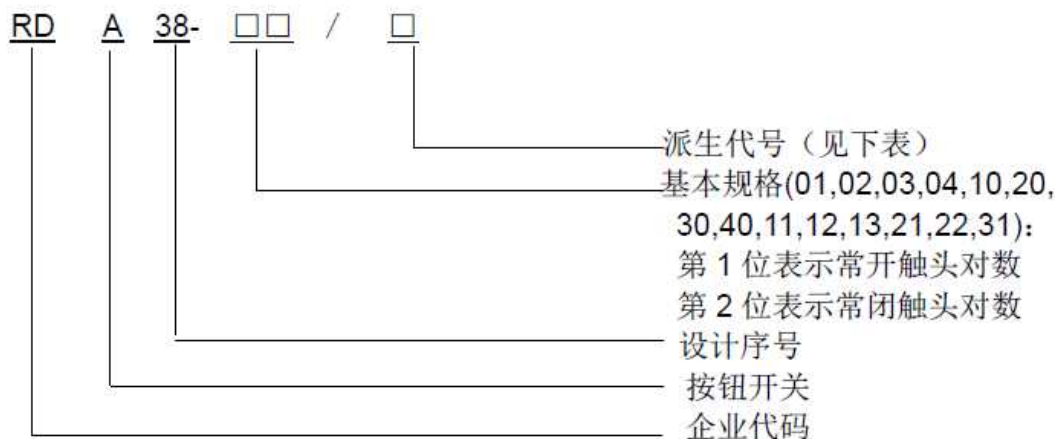 RD A 38- □□ / □
派生代号（见下表）
基本规格(01,02,03,04,10,20,
30,40,11,12,13,21,22,31)：
第 1 位表示常开触头对数
第 2 位表示常闭触头对数
设计序号
按钮开关
企业代码